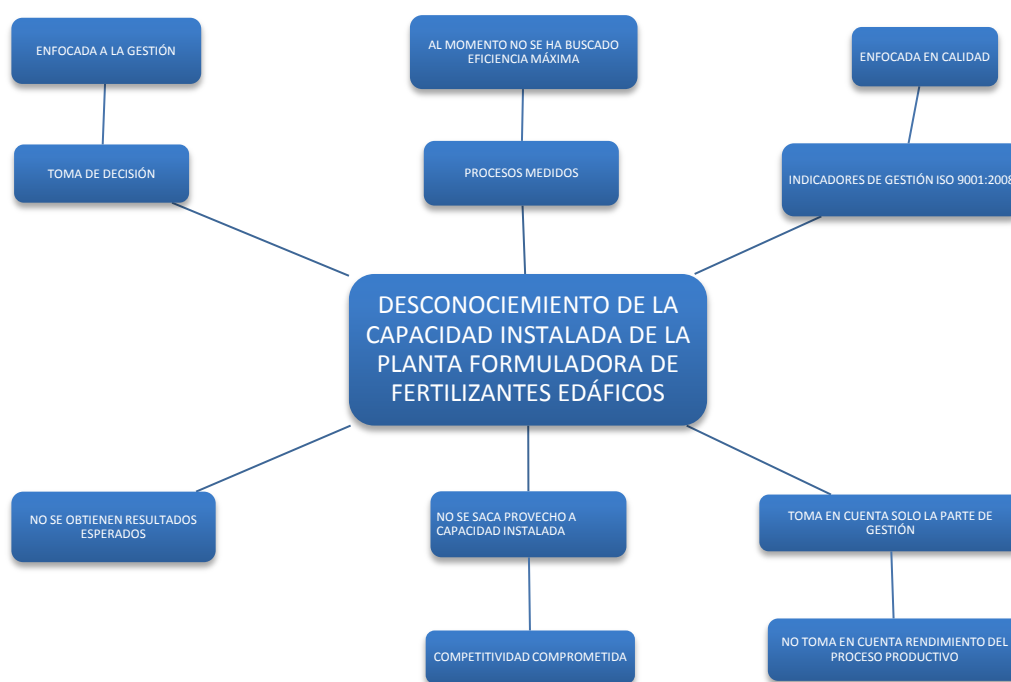 ENFOCADA A LA GESTIÓN
AL MOMENTO NO SE HA BUSCADO
EFICIENCIA MÁXIMA
ENFOCADA EN CALIDAD
TOMA DE DECISIÓN
PROCESOS MEDIDOS
INDICADORES DE GESTIÓN ISO 9001:2008
DESCONOCIEMIENTO DE LA
CAPACIDAD INSTALADA DE LA
PLANTA FORMULADORA DE
FERTILIZANTES EDÁFICOS
NO SE OBTIENEN RESULTADOS
ESPERADOS
NO SE SACA PROVECHO A
CAPACIDAD INSTALADA
TOMA EN CUENTA SOLO LA PARTE DE
GESTIÓN
COMPETITIVIDAD COMPROMETIDA
NO TOMA EN CUENTA RENDIMIENTO DEL
PROCESO PRODUCTIVO